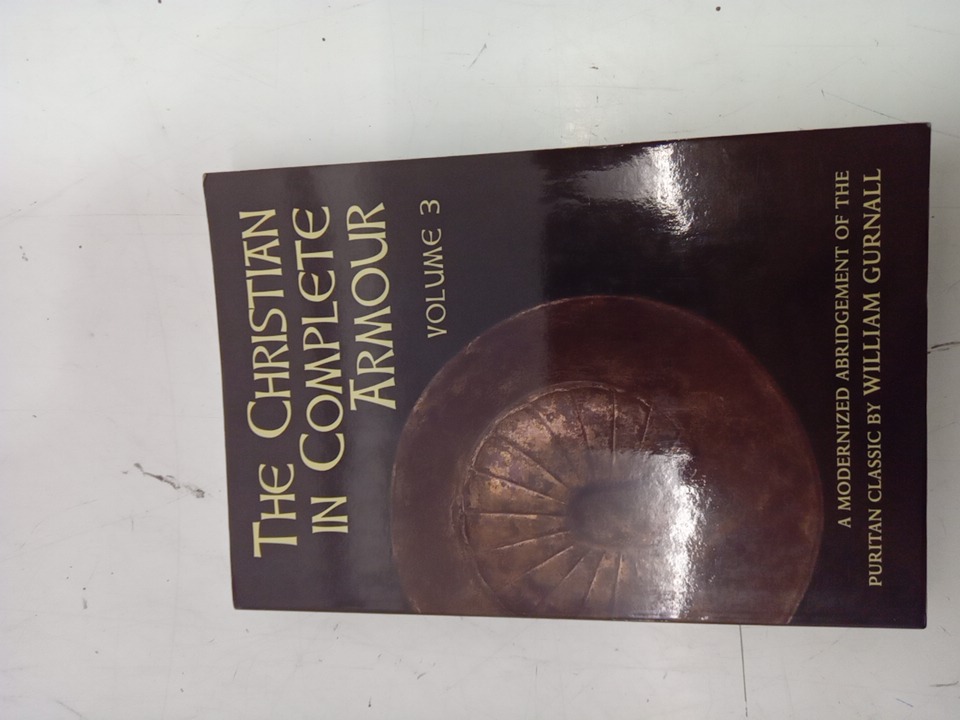 THE CHRISTIAN
IN COMPLETE
ARMOUR
VOLUME 3
A MODERNIZED ABRIDGEMENT OF THE
PURITAN CLASSIC BY WILLIAM GURNALL